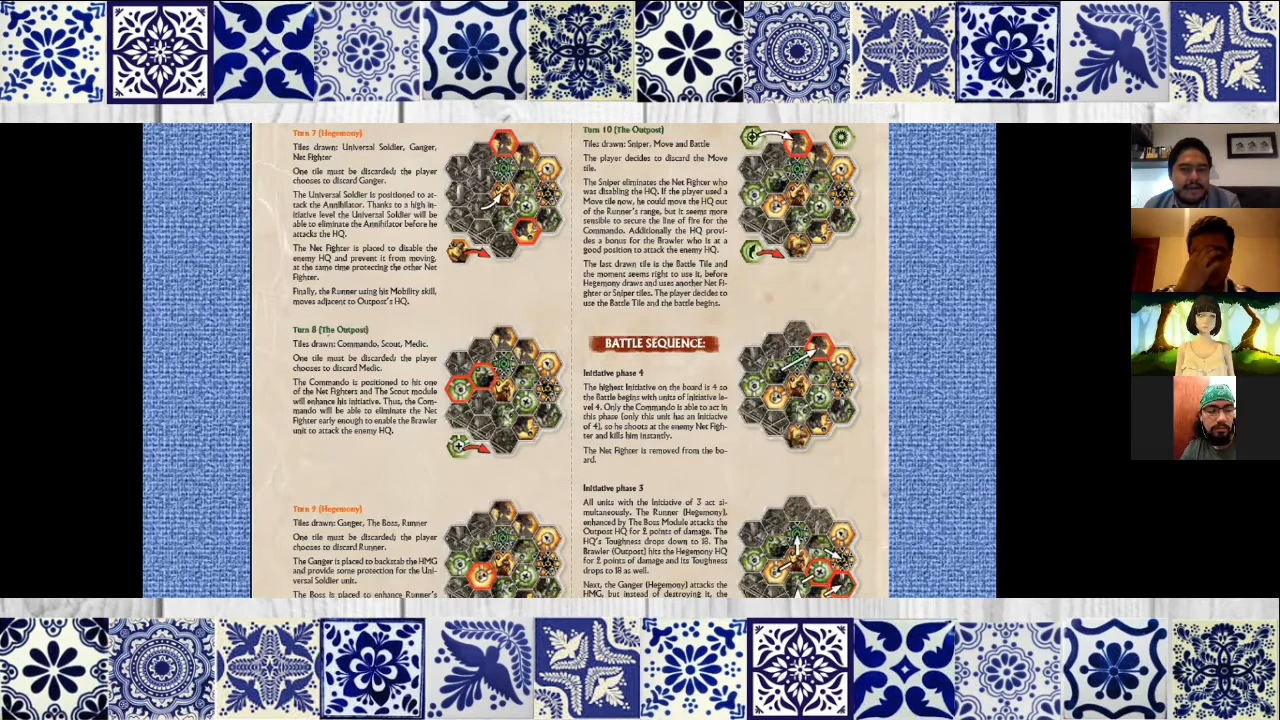 Turn 7 (Hegemony)
Tiles drawn: Universal Soldier, Ganger,
Net Fighter
One tile must be discarded; the player
chooses to discard Ganger.
The Universal Soldier is positioned to at-
tack the Annihilator. Thanks to a high in-
itiative level the Universal Soldier will be
able to eliminate the Annihilator before he
attacks the HQ.
The Net Fighter is placed to disable the
enemy HQ and prevent it from moving,
at the same time protecting the other Net
Fighter.
Finally, the Runner using his Mobility skill,
moves adjacent to Outpost's HQ.
Turn 8 (The Outpost)
Tiles drawn: Commando, Scout, Medic.
One tile must be discarded; the player
chooses to discard Medic.
The Commando is positioned to hit one
of the Net Fighters and The Scout module
will enhance his initiative. Thus, the Com-
mando will be able to eliminate the Net
Fighter early enough to enable the Brawler
unit to attack the enemy HQ.
Turn 9 (Hegemony)
Tiles drawn: Ganger, The Boss, Runner
One tile must be discarded; the player
chooses to discard Runner.
The Ganger is placed to backstab the HMG
and provide some protection for the Uni-
versal Soldier unit.
The Boss is placed to enhance Runner's
Turn 10 (The Outpost)
Tiles drawn: Sniper, Move and Battle
The player decides to discard the Move
tile.
The Sniper eliminates the Net Fighter who
was disabling the HQ. If the player used a
Move tile now, he could move the HQ out
of the Runner's range, but it seems more
sensible to secure the line of fire for the
Commando. Additionally the HQ provi-
des a bonus for the Brawler who is at a
good position to attack the enemy HQ.
The last drawn tile is the Battle Tile and
the moment seems right to use it, before
Hegemony draws and uses another Net Fi-
ghter or Sniper tiles. The player decides to
use the Battle Tile and the battle begins.
BATTLE SEQUENCE:
Initiative phase 4
The highest Initiative on the board is 4 so
the Battle begins with units of initiative le-
vel 4. Only the Commando is able to act in
this phase (only this unit has an Initiative
of 4), so he shoots at the enemy Net Figh-
ter and kills him instantly.
The Net Fighter is removed from the bo-
ard.
Initiative phase 3
All units with the Initiative of 3 act si-
multaneously. The Runner (Hegemony),
enhanced by The Boss Module attacks the
Outpost HQ for 2 points of damage. The
HQ's Toughness drops down to 18. The
Brawler (Outpost) hits the Hegemony HQ
for 2 points of damage and its Toughness
drops to 18 as well.
Next, the Ganger (Hegemony) attacks the
HMG, but instead of destroying it, the